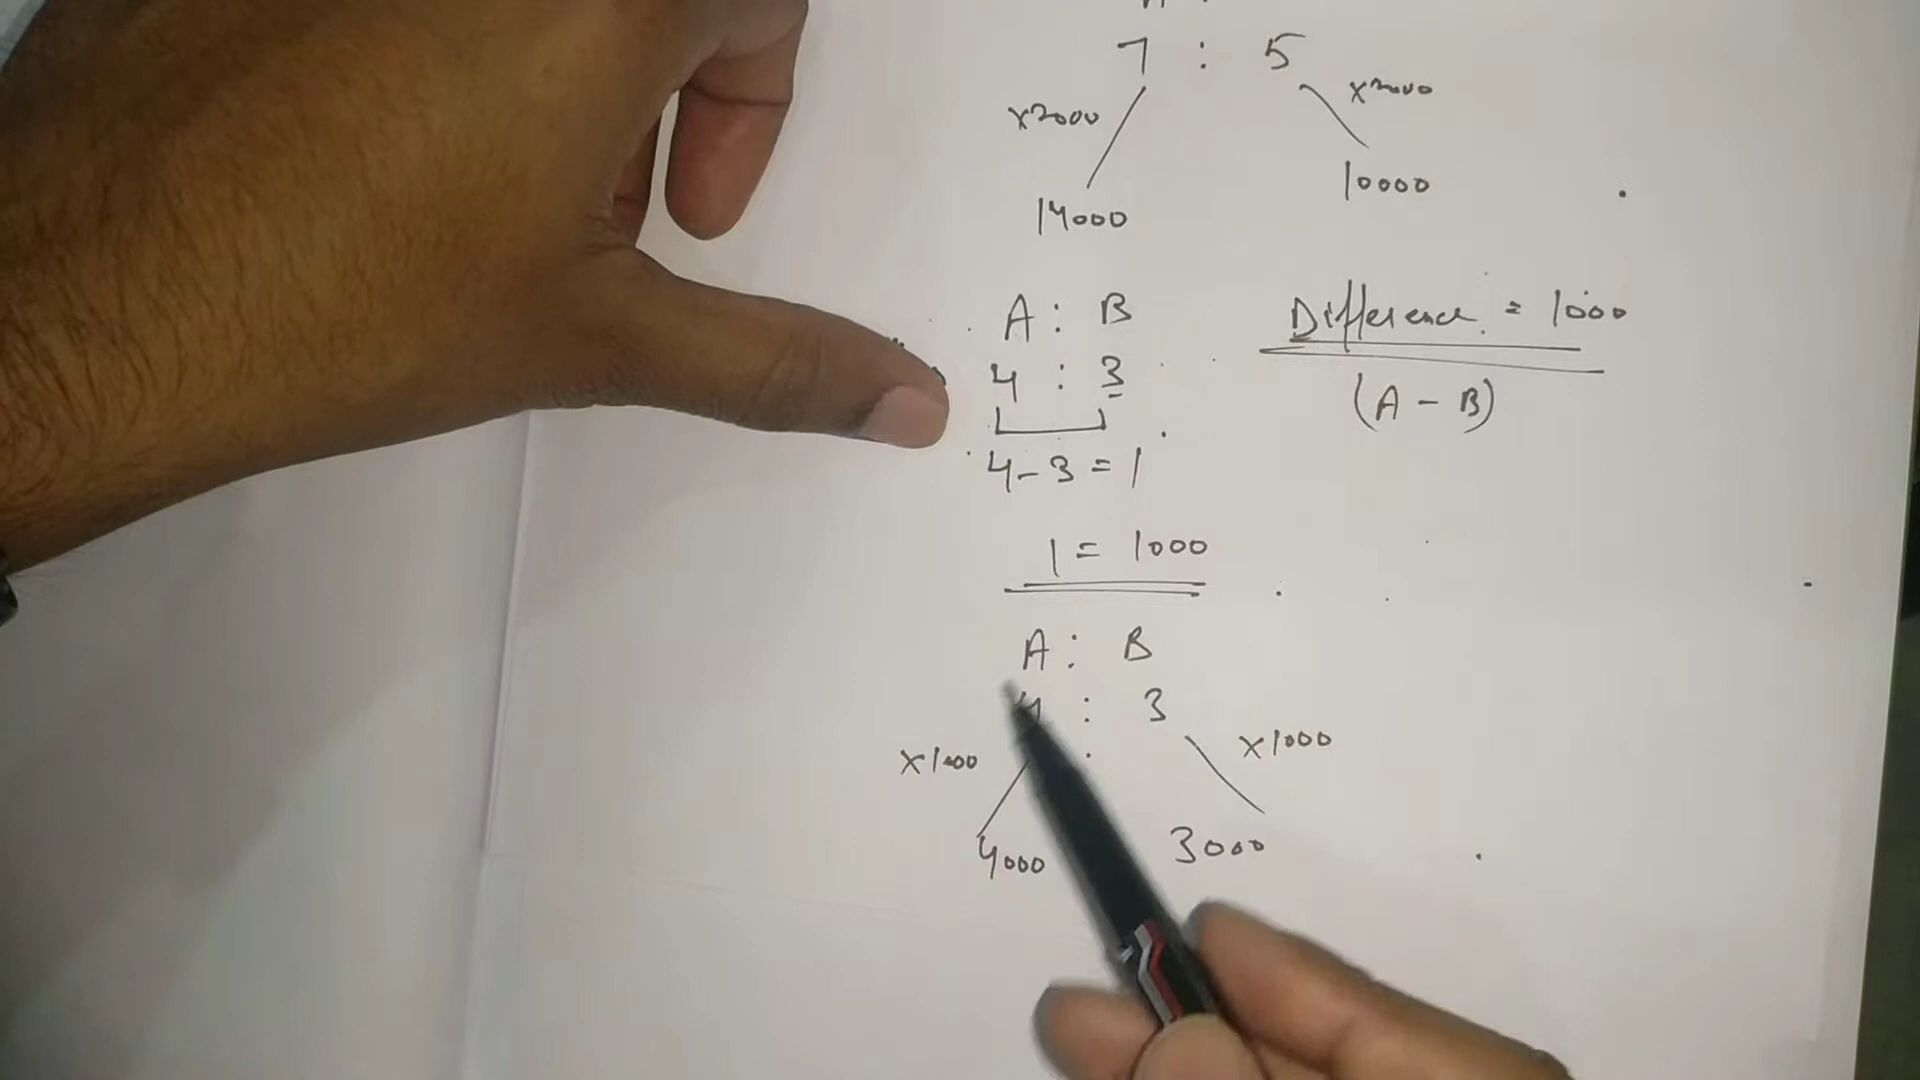 7 : 5
x2000 x2000
14000 10000
A : B Difference = 1000
4 : 3 (A - B)
4-3 = 1
1 = 1000
A : B
4 : 3
x1000 x1000
4000 3000